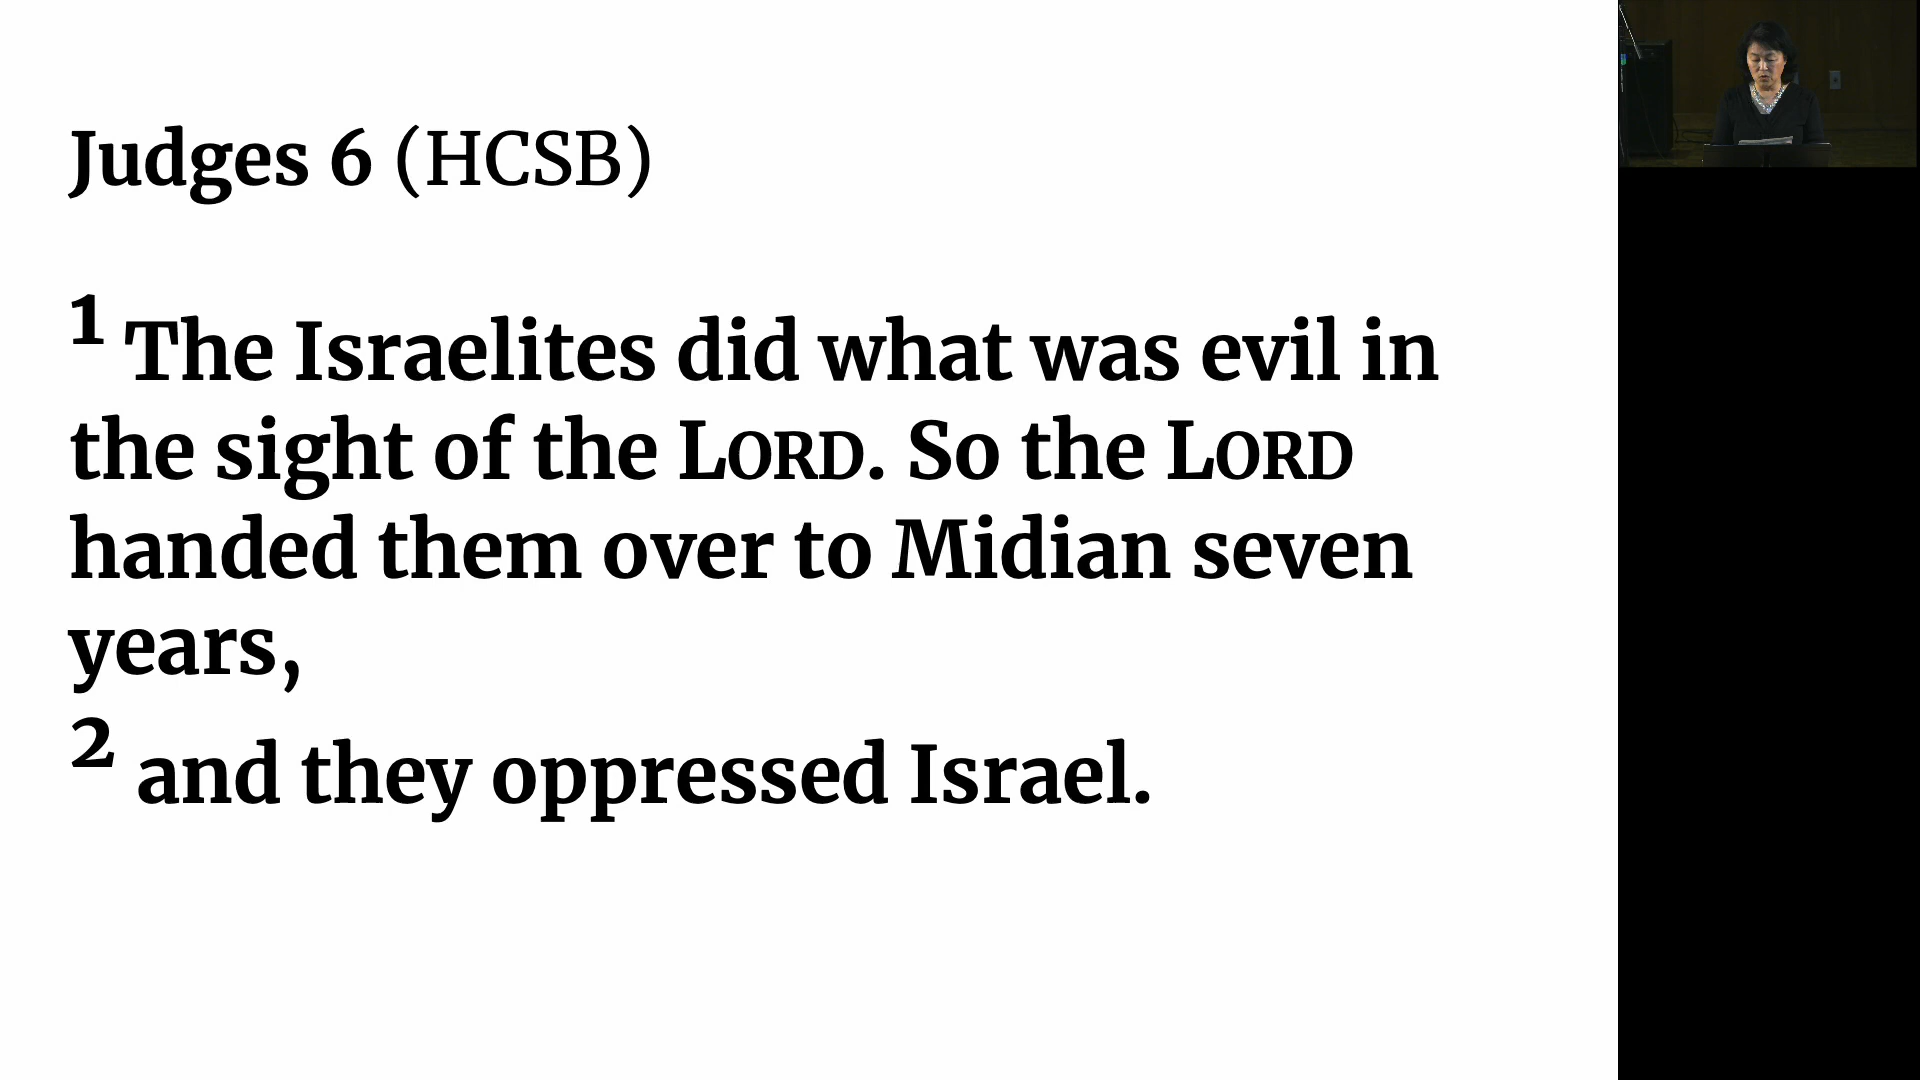 Judges 6 (HCSB)
1 The Israelites did what was evil in
the sight of the LORD. So the LORD
handed them over to Midian seven
years,
2 and they oppressed Israel.